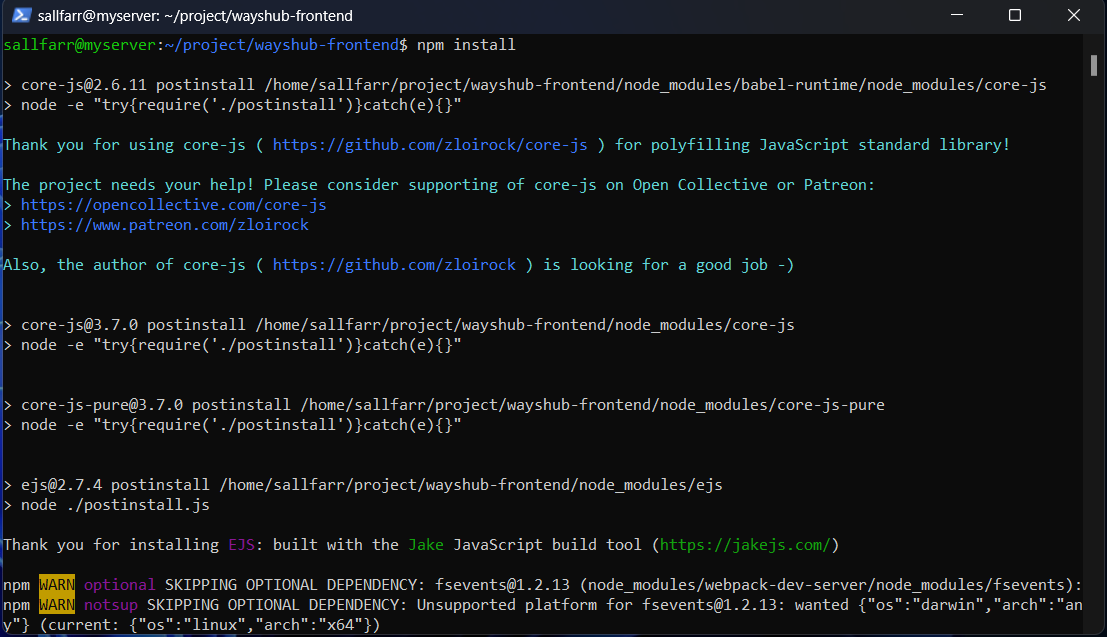 sallfarr@myserver: ~/project/wayshub-frontend
sallfarr@myserver:~/project/wayshub-frontend$ npm install
> core-js@2.6.11 postinstall /home/sallfarr/project/wayshub-frontend/node_modules/babel-runtime/node_modules/core-js
> node -e "try{require('./postinstall')}catch(e){}"
Thank you for using core-js ( https://github.com/zloirock/core-js ) for polyfilling JavaScript standard library!
The project needs your help! Please consider supporting of core-js on Open Collective or Patreon:
> https://opencollective.com/core-js
> https://www.patreon.com/zloirock
Also, the author of core-js ( https://github.com/zloirock ) is looking for a good job -)
> core-js@3.7.0 postinstall /home/sallfarr/project/wayshub-frontend/node_modules/core-js
> node -e "try{require('./postinstall')}catch(e){}"
> core-js-pure@3.7.0 postinstall /home/sallfarr/project/wayshub-frontend/node_modules/core-js-pure
> node -e "try{require('./postinstall')}catch(e){}"
> ejs@2.7.4 postinstall /home/sallfarr/project/wayshub-frontend/node_modules/ejs
> node ./postinstall.js
Thank you for installing EJS: built with the Jake JavaScript build tool (https://jakejs.com/)
npm WARN optional SKIPPING OPTIONAL DEPENDENCY: fsevents@1.2.13 (node_modules/webpack-dev-server/node_modules/fsevents):
npm WARN notsup SKIPPING OPTIONAL DEPENDENCY: Unsupported platform for fsevents@1.2.13: wanted {"os":"darwin","arch":"an
y"} (current: {"os":"linux","arch":"x64"})